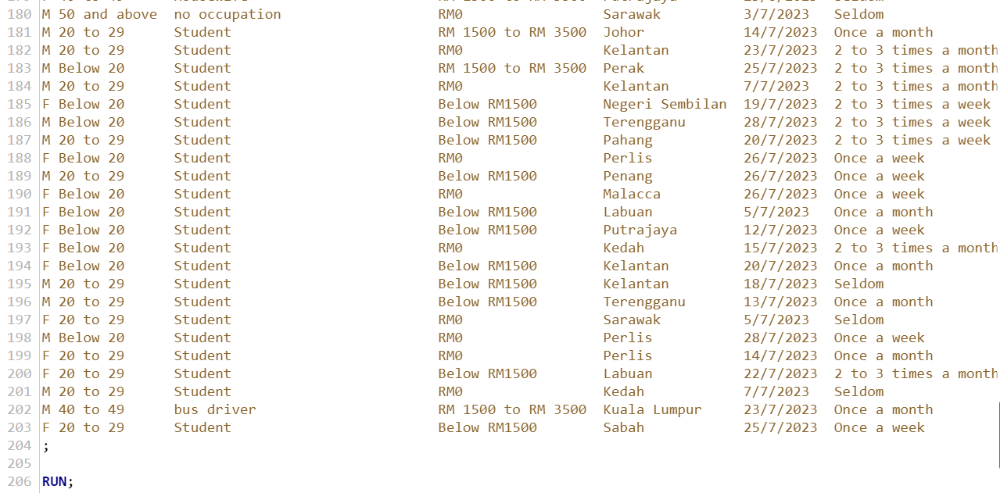 180 M 50 and above no occupation RM0 Sarawak 3/7/2023 Seldom
181 M 20 to 29 Student RM 1500 to RM 3500 Johor 14/7/2023 Once a month
182 M 20 to 29 Student RM0 Kelantan 23/7/2023 2 to 3 times a month
183 M Below 20 Student RM 1500 to RM 3500 Perak 25/7/2023 2 to 3 times a month
184 M 20 to 29 Student RM0 Kelantan 7/7/2023 2 to 3 times a month
185 F Below 20 Student Below RM1500 Negeri Sembilan 19/7/2023 2 to 3 times a week
186 M Below 20 Student Below RM1500 Terengganu 28/7/2023 2 to 3 times a week
187 M 20 to 29 Student Below RM1500 Pahang 20/7/2023 2 to 3 times a week
188 F Below 20 Student RM0 Perlis 26/7/2023 Once a week
189 M 20 to 29 Student Below RM1500 Penang 26/7/2023 Once a week
190 F Below 20 Student RM0 Malacca 26/7/2023 Once a week
191 F Below 20 Student Below RM1500 Labuan 5/7/2023 Once a month
192 F Below 20 Student Below RM1500 Putrajaya 12/7/2023 Once a week
193 F Below 20 Student RM0 Kedah 15/7/2023 2 to 3 times a month
194 F Below 20 Student Below RM1500 Kelantan 20/7/2023 Once a month
195 M 20 to 29 Student Below RM1500 Kelantan 18/7/2023 Seldom
196 M 20 to 29 Student Below RM1500 Terengganu 13/7/2023 Once a month
197 F 20 to 29 Student RM0 Sarawak 5/7/2023 Seldom
198 M Below 20 Student RM0 Perlis 28/7/2023 Once a week
199 F 20 to 29 Student RM0 Perlis 14/7/2023 Once a month
200 F 20 to 29 Student Below RM1500 Labuan 22/7/2023 2 to 3 times a month
201 M 20 to 29 Student RM0 Kedah 7/7/2023 Seldom
202 M 40 to 49 bus driver RM 1500 to RM 3500 Kuala Lumpur 23/7/2023 Once a month
203 F 20 to 29 Student Below RM1500 Sabah 25/7/2023 Once a week
204 ;
205
206 RUN;